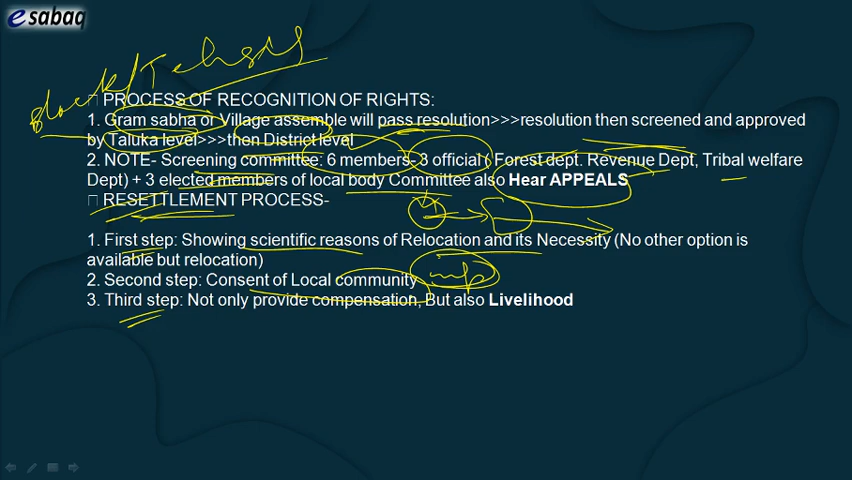 esabaq
Block/Tehsil
PROCESS OF RECOGNITION OF RIGHTS:
1. Gram sabha or Village assemble will pass resolution>>>resolution then screened and approved
by Taluka level>>>then District level
2. NOTE- Screening committee: 6 members- 3 official ( Forest dept. Revenue Dept, Tribal welfare
Dept) + 3 elected members of local body Committee also Hear APPEALS
RESETTLEMENT PROCESS-
1. First step: Showing scientific reasons of Relocation and its Necessity (No other option is
available but relocation)
2. Second step: Consent of Local community imp
3. Third step: Not only provide compensation, But also Livelihood